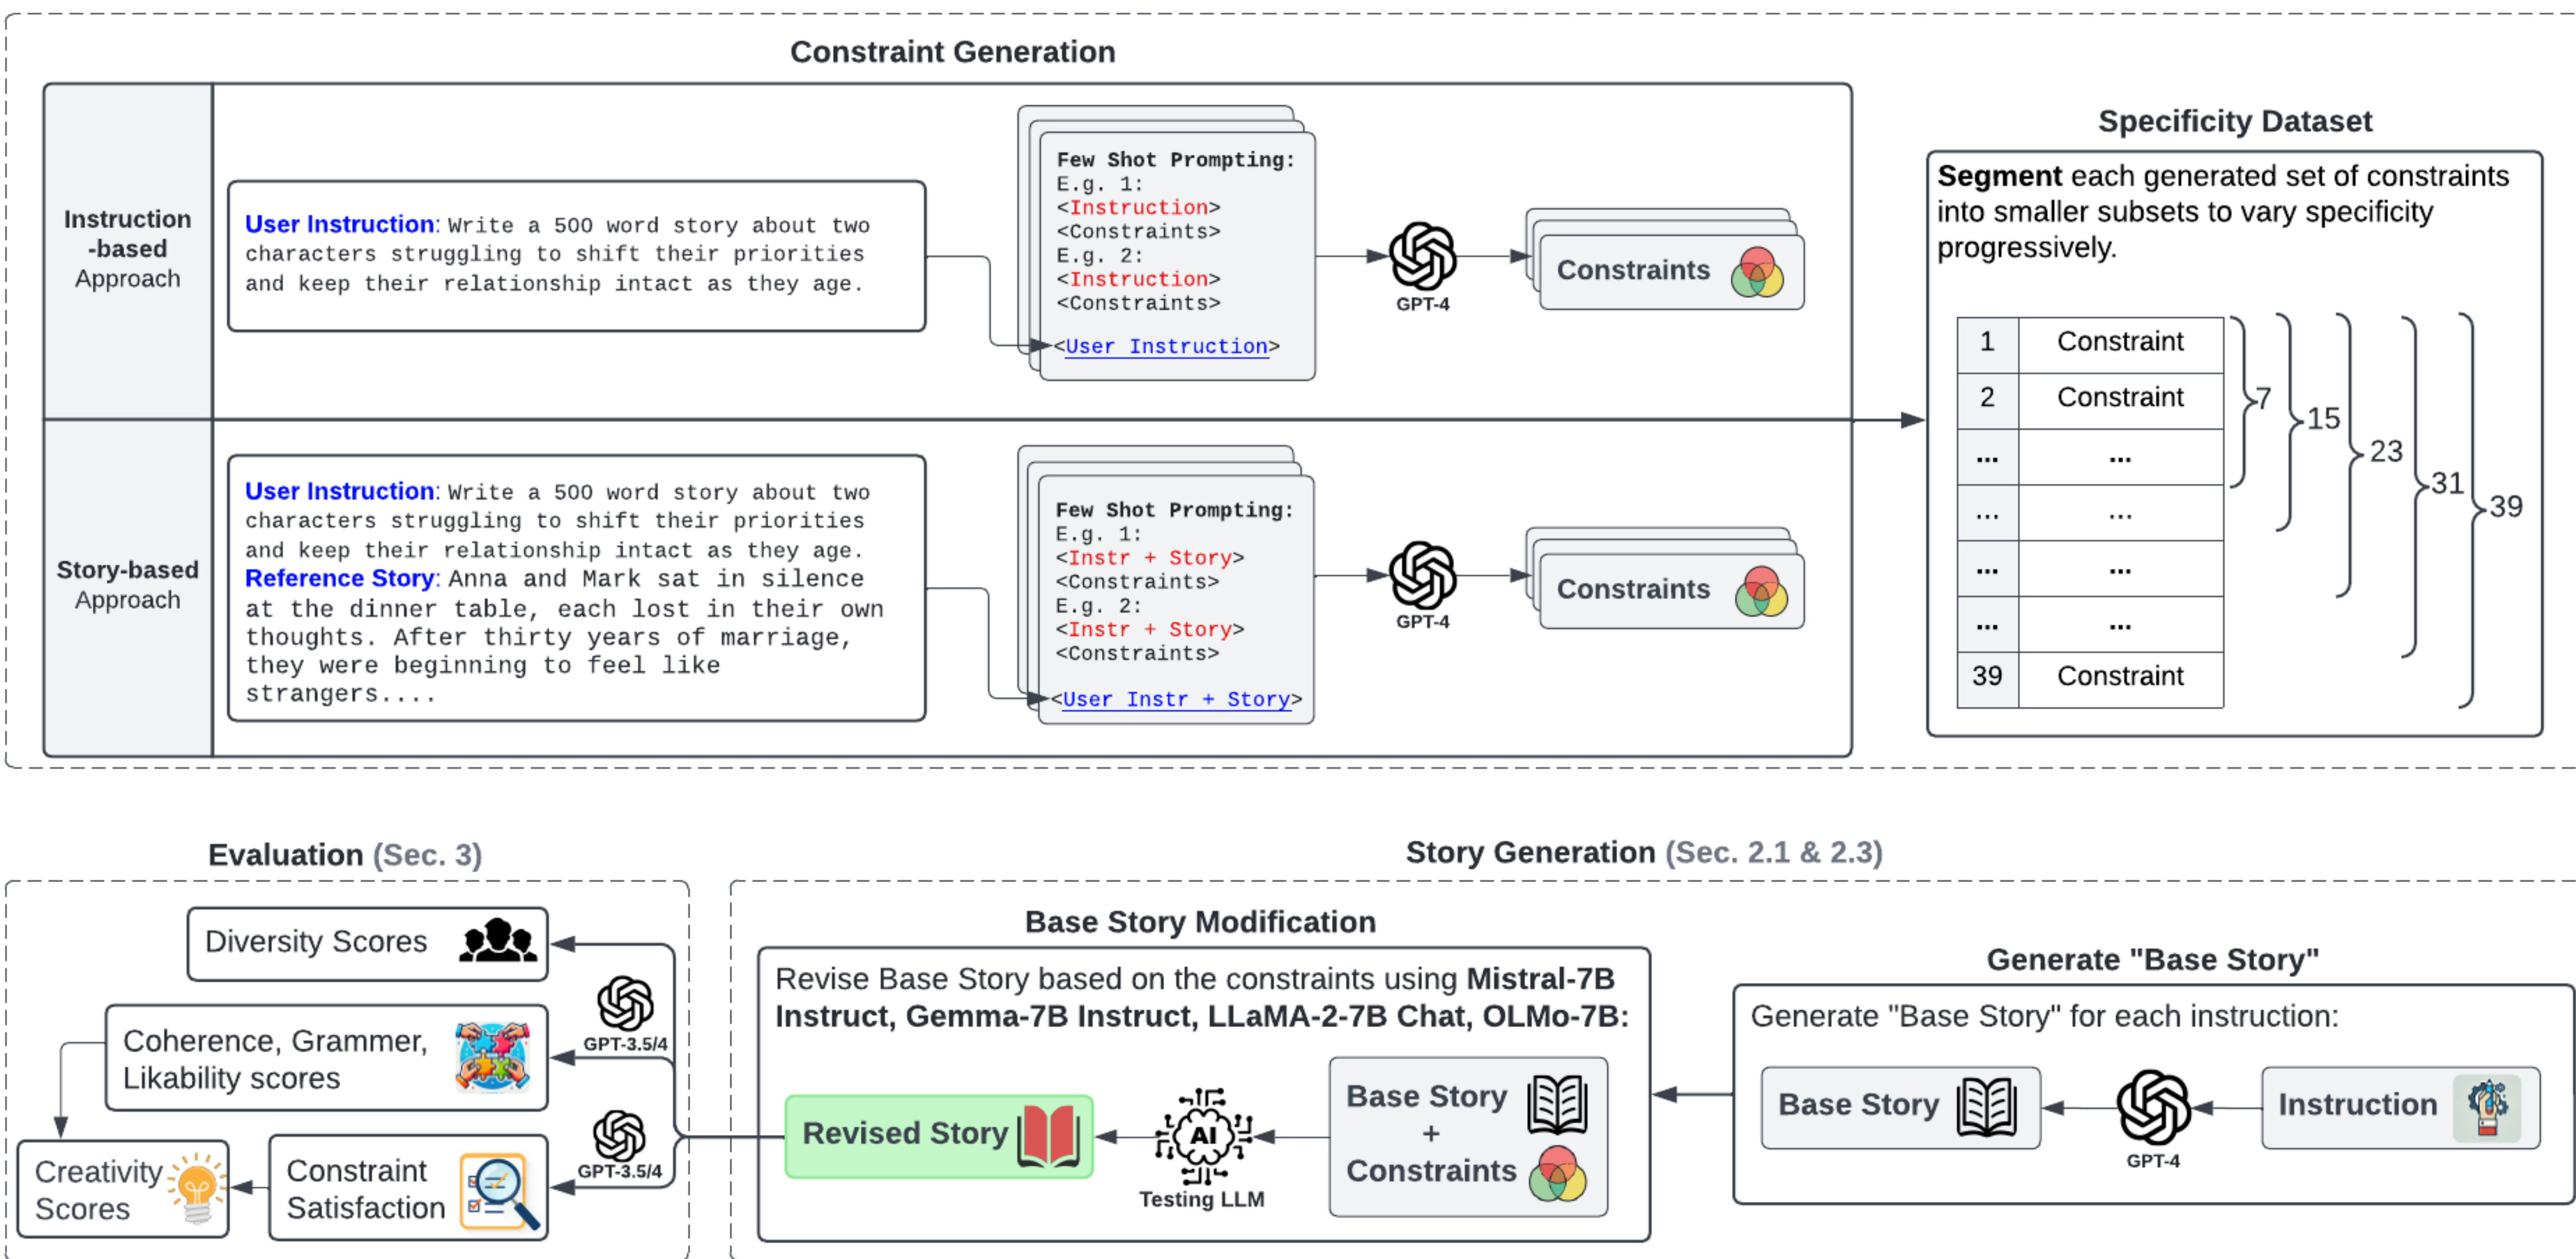 Constraint Generation
Instruction
-based
Approach
User Instruction: Write a 500 word story about two
characters struggling to shift their priorities
and keep their relationship intact as they age.
Few Shot Prompting:
E.g. 1:
<Instruction>
<Constraints>
E.g. 2:
<Instruction>
<Constraints>
<User Instruction>
GPT-4
Constraints
Story-based
Approach
User Instruction: Write a 500 word story about two
characters struggling to shift their priorities
and keep their relationship intact as they age.
Reference Story: Anna and Mark sat in silence
at the dinner table, each lost in their own
thoughts. After thirty years of marriage,
they were beginning to feel like
strangers....
Few Shot Prompting:
E.g. 1:
<Instr + Story>
<Constraints>
E.g. 2:
<Instr + Story>
<Constraints>
<User Instr + Story>
GPT-4
Constraints
Specificity Dataset
Segment each generated set of constraints
into smaller subsets to vary specificity
progressively.
1 Constraint
2 Constraint
... ...
... ...
... ...
... ...
39 Constraint
7
15
23
31
39
Evaluation (Sec. 3)
Diversity Scores
Coherence, Grammer,
Likability scores
Creativity
Scores
Constraint
Satisfaction
GPT-3.5/4
GPT-3.5/4
Story Generation (Sec. 2.1 & 2.3)
Base Story Modification
Revise Base Story based on the constraints using Mistral-7B
Instruct, Gemma-7B Instruct, LLaMA-2-7B Chat, OLMo-7B:
Revised Story
AI
Testing LLM
Base Story
+
Constraints
Generate "Base Story"
Generate "Base Story" for each instruction:
Base Story
GPT-4
Instruction